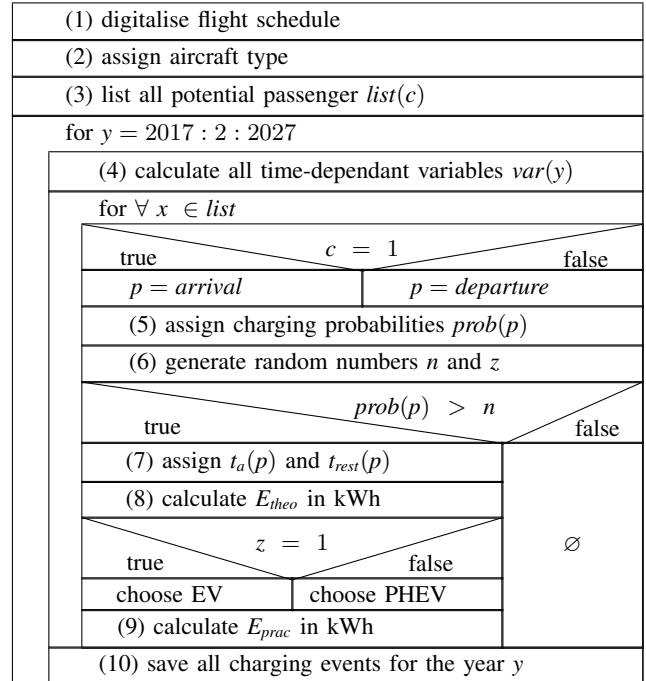 (1) digitalise flight schedule
(2) assign aircraft type
(3) list all potential passenger list(c)
for y = 2017 : 2 : 2027
(4) calculate all time-dependant variables var(y)
for ∀ x ∈ list
c = 1
true false
p = arrival p = departure
(5) assign charging probabilities prob(p)
(6) generate random numbers n and z
prob(p) > n
true false
(7) assign t_a(p) and t_rest(p)
(8) calculate E_theo in kWh
z = 1 ∅
true false
choose EV choose PHEV
(9) calculate E_prac in kWh
(10) save all charging events for the year y